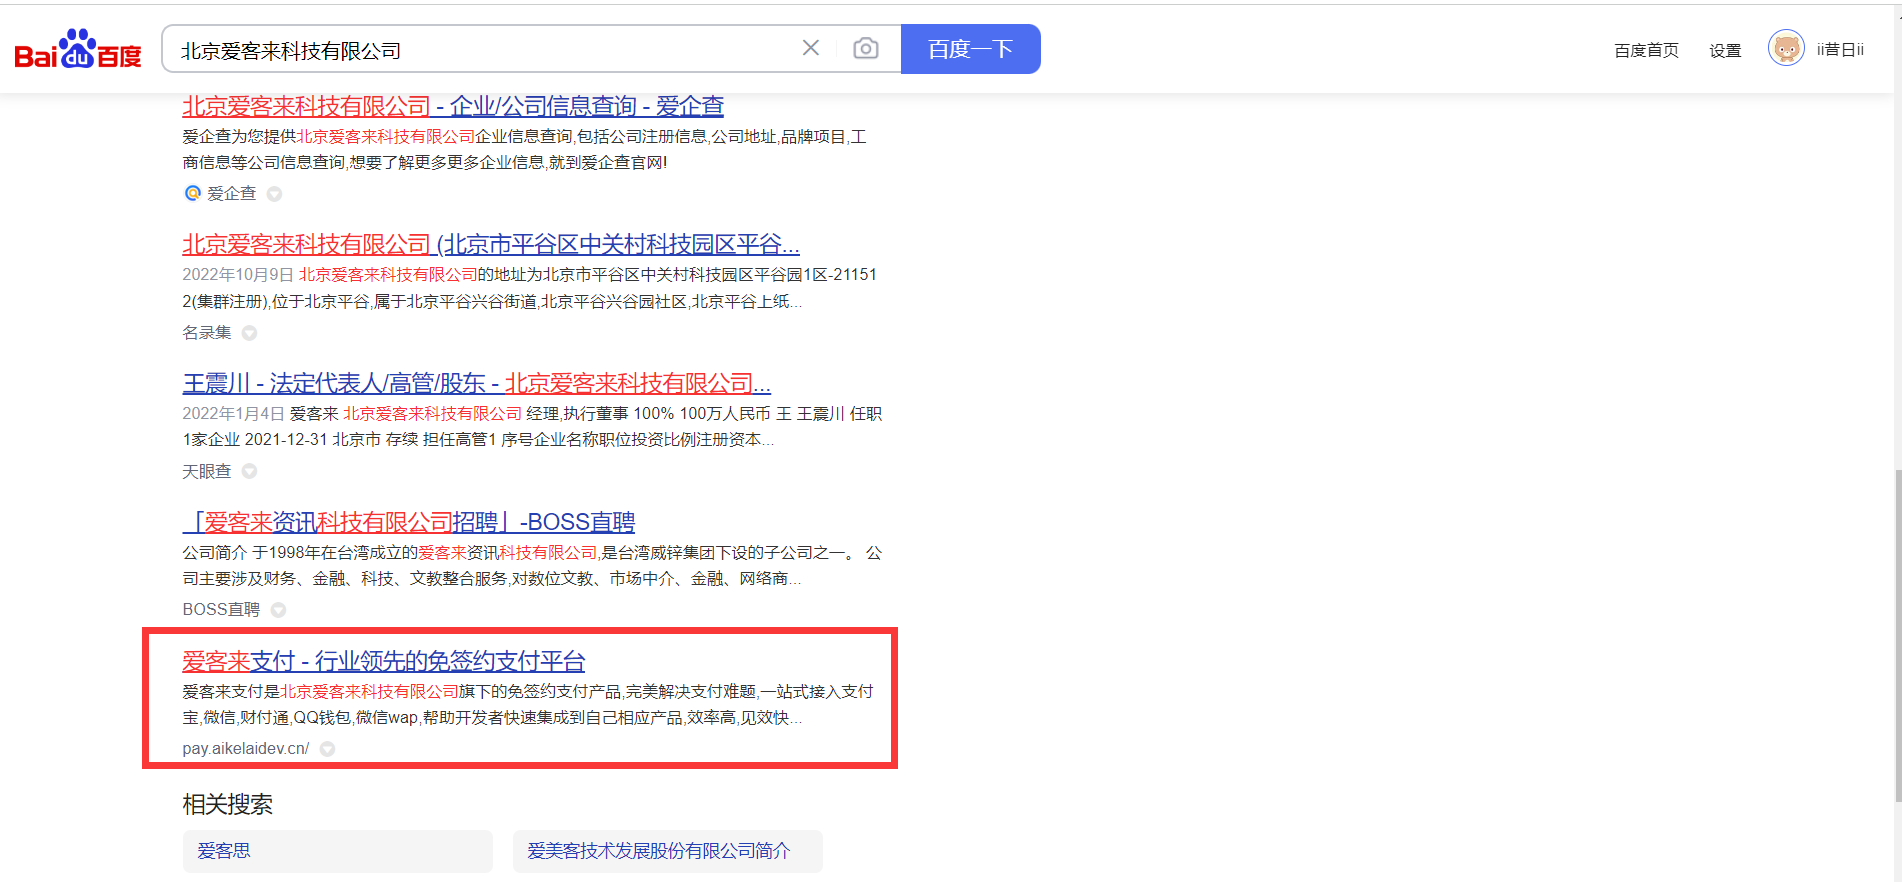 Bai du 百度
北京爱客来科技有限公司
百度一下
百度首页 设置 ii昔日ii
北京爱客来科技有限公司 - 企业/公司信息查询 - 爱企查
爱企查为您提供北京爱客来科技有限公司企业信息查询,包括公司注册信息,公司地址,品牌项目,工
商信息等公司信息查询,想要了解更多更多企业信息,就到爱企查官网!
爱企查
北京爱客来科技有限公司 (北京市平谷区中关村科技园区平谷...
2022年10月9日 北京爱客来科技有限公司的地址为北京市平谷区中关村科技园区平谷园1区-21151
2(集群注册),位于北京平谷,属于北京平谷兴谷街道,北京平谷兴谷园社区,北京平谷上纸...
名录集
王震川 - 法定代表人/高管/股东 - 北京爱客来科技有限公司...
2022年1月4日 爱客来 北京爱客来科技有限公司 经理,执行董事 100% 100万人民币 王 王震川 任职
1家企业 2021-12-31 北京市 存续 担任高管1 序号企业名称职位投资比例注册资本...
天眼查
「爱客来资讯科技有限公司招聘」-BOSS直聘
公司简介 于1998年在台湾成立的爱客来资讯科技有限公司,是台湾威锌集团下设的子公司之一。 公
司主要涉及财务、金融、科技、文教整合服务,对数位文教、市场中介、金融、网络商...
BOSS直聘
爱客来支付 - 行业领先的免签约支付平台
爱客来支付是北京爱客来科技有限公司旗下的免签约支付产品,完美解决支付难题,一站式接入支付
宝,微信,财付通,QQ钱包,微信wap,帮助开发者快速集成到自己相应产品,效率高,见效快...
pay.aikelaidev.cn/
相关搜索
爱客思
爱美客技术发展股份有限公司简介